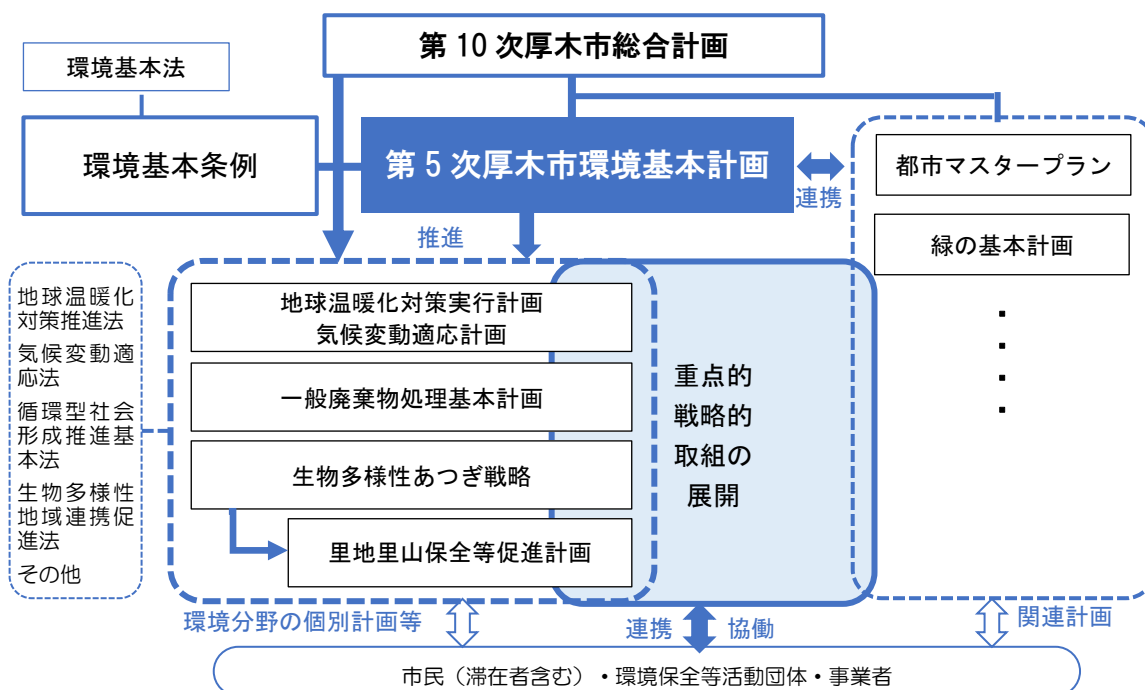 第 10 次厚木市総合計画
環境基本法
環境基本条例
第 5 次厚木市環境基本計画
連携
都市マスタープラン
緑の基本計画
・
・
・
・
推進
地球温暖化
対策推進法
気候変動適
応法
循環型社会
形成推進基
本法
生物多様性
地域連携促
進法
その他
地球温暖化対策実行計画
気候変動適応計画
一般廃棄物処理基本計画
生物多様性あつぎ戦略
里地里山保全等促進計画
重点的
戦略的
取組の
展開
環境分野の個別計画等
連携
協働
関連計画
市民（滞在者含む）・環境保全等活動団体・事業者